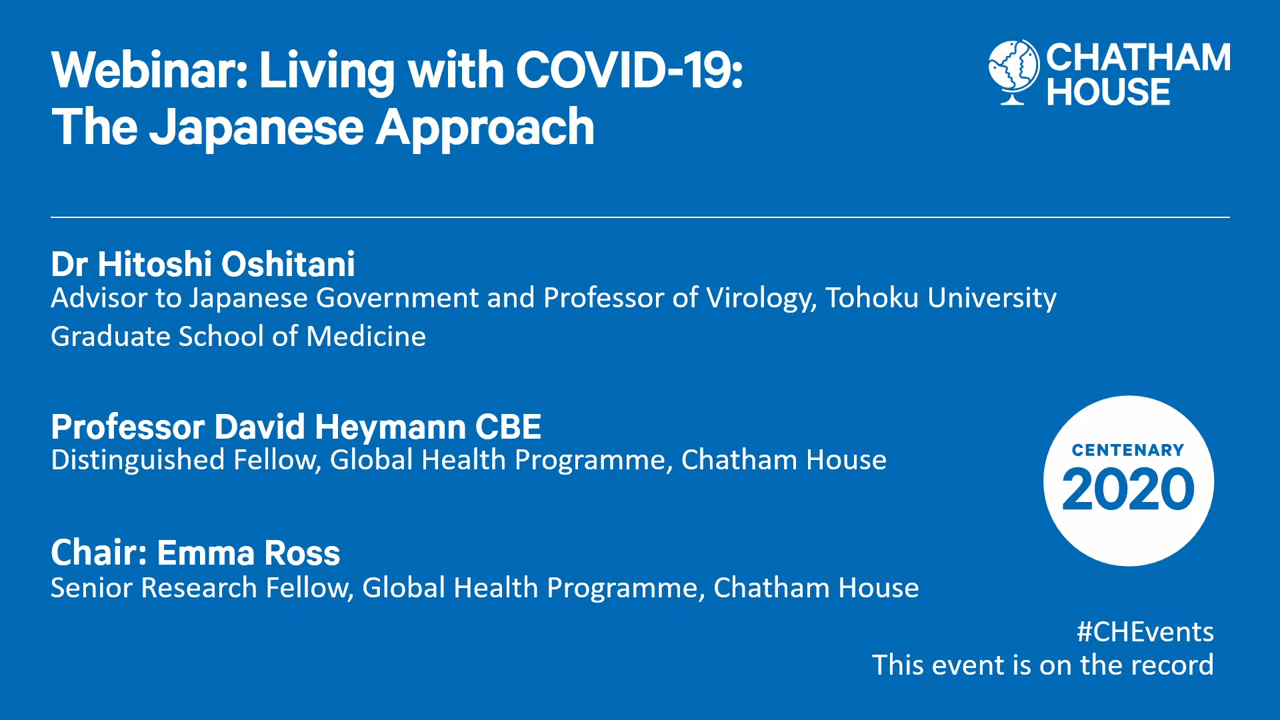 Webinar: Living with COVID-19:
The Japanese Approach
CHATHAM
HOUSE
Dr Hitoshi Oshitani
Advisor to Japanese Government and Professor of Virology, Tohoku University
Graduate School of Medicine
Professor David Heymann CBE
Distinguished Fellow, Global Health Programme, Chatham House
Chair: Emma Ross
Senior Research Fellow, Global Health Programme, Chatham House
CENTENARY
2020
#CHEvents
This event is on the record